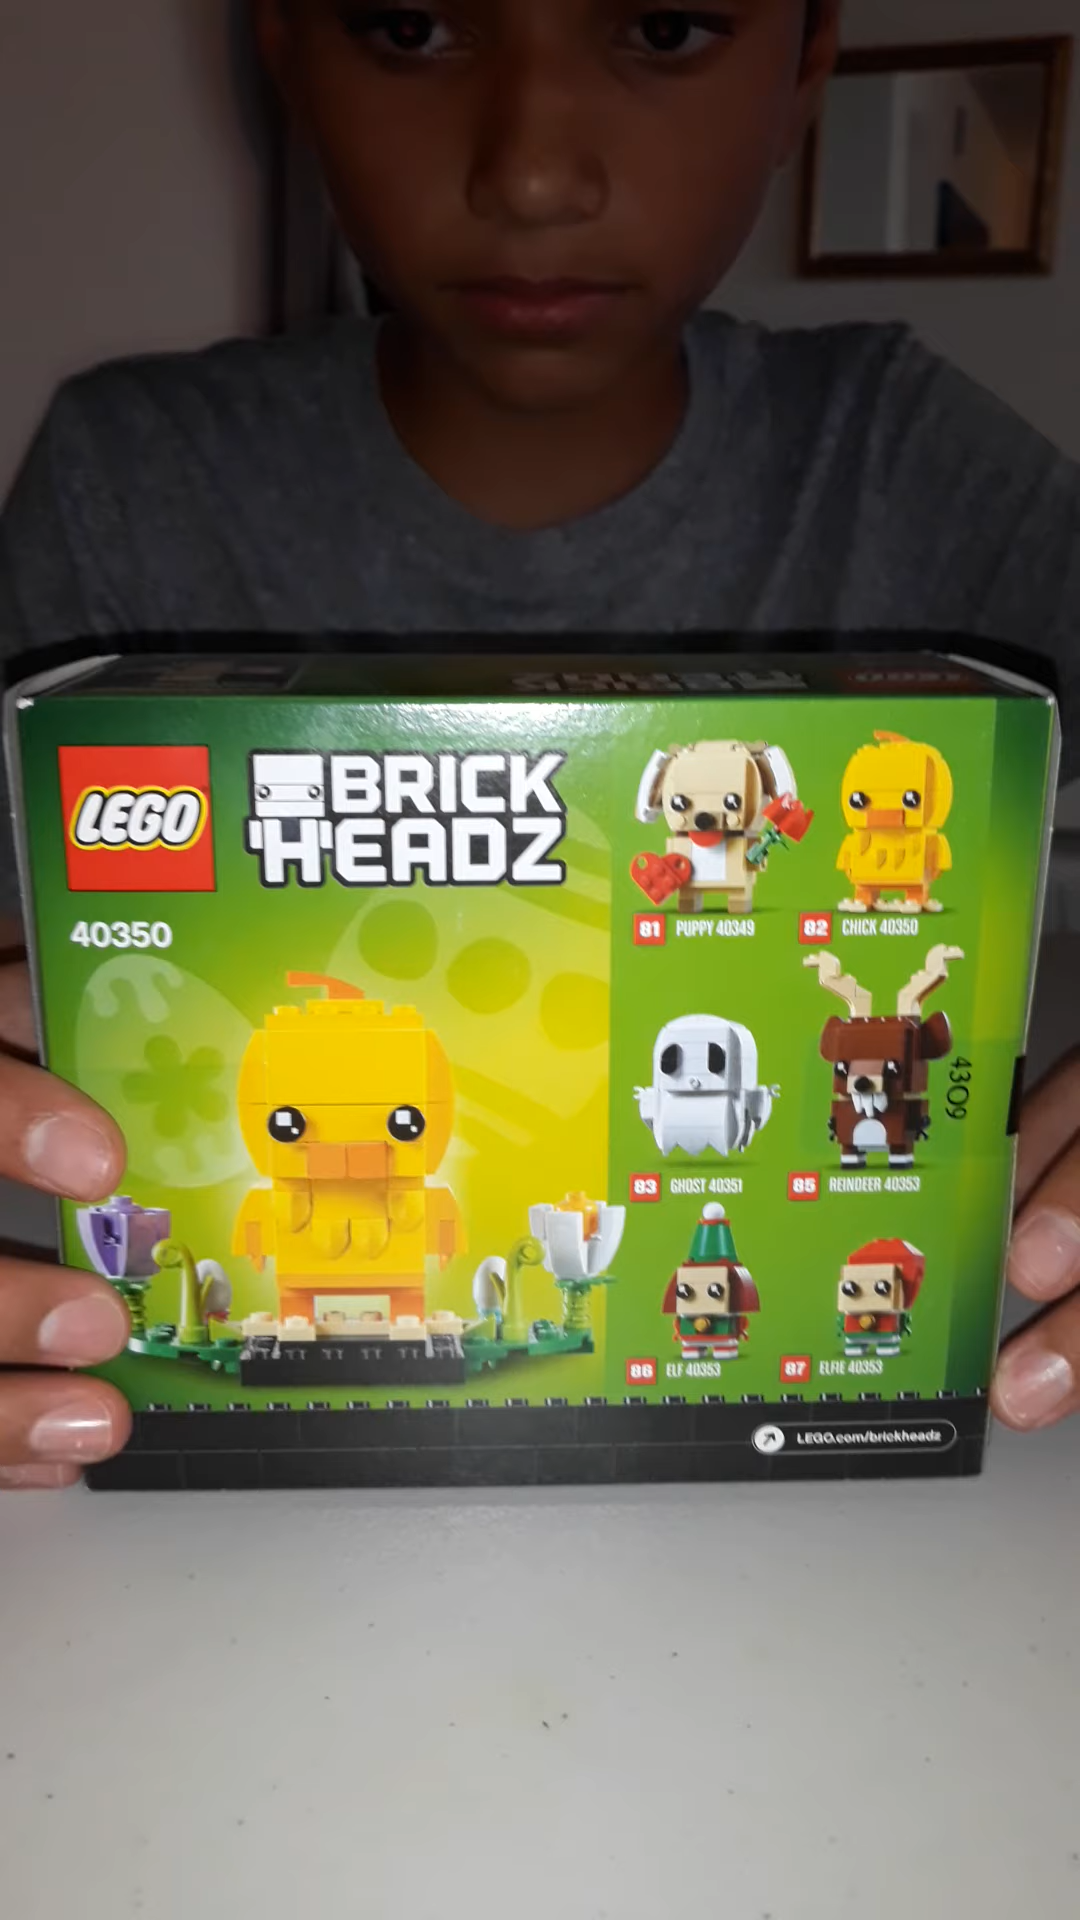 LEGO
BRICK
HEADZ
40350
81 PUPPY 40349
82 CHICK 40350
83 GHOST 40351
85 REINDEER 40353
4309
86 ELF 40353
87 ELFIE 40353
LEGO.com/brickheadz